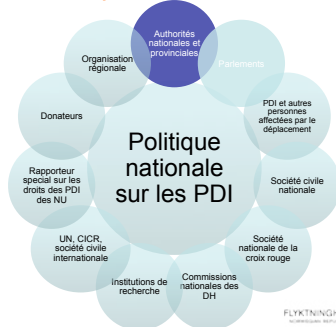 Authorités
nationales et
provinciales
Parlements
PDI et autres
personnes
affectées par le
déplacement
Société civile
nationale
Société
nationale de la
croix rouge
Commissions
nationales des
DH
Institutions de
recherche
UN, CICR,
société civile
internationale
Rapporteur
special sur les
droits des PDI
des NU
Donateurs
Organisation
régionale
Politique
nationale
sur les PDI